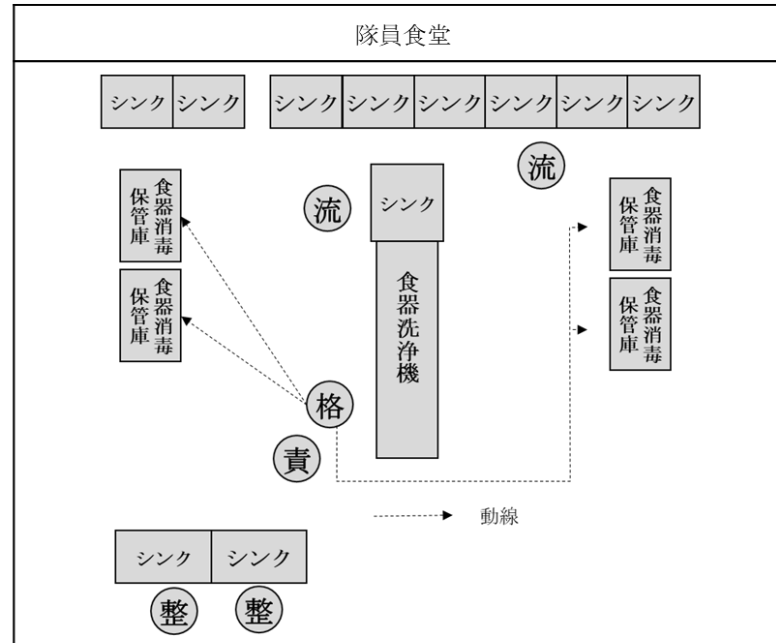 隊員食堂
シンク シンク シンク シンク シンク シンク シンク シンク
流
流
シンク
食器消毒
保管庫
食器消毒
保管庫
食器消毒
保管庫
食器消毒
保管庫
食器洗浄機
格
責
動線
シンク シンク
整 整